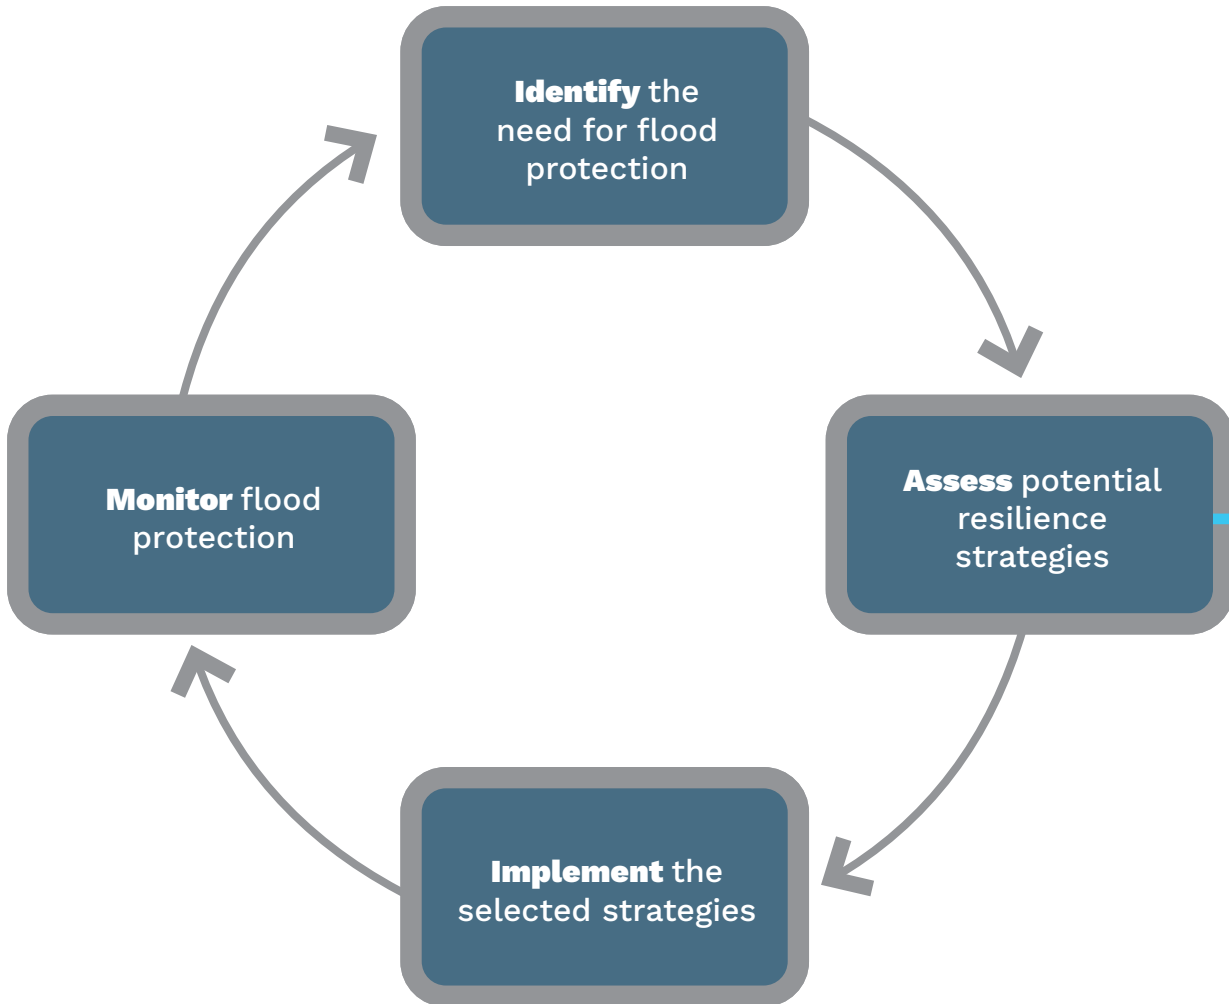 Identify the
need for flood
protection
Assess potential
resilience
strategies
Implement the
selected strategies
Monitor flood
protection